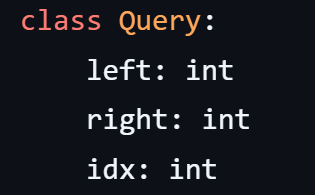 class Query:
    left: int
    right: int
    idx: int